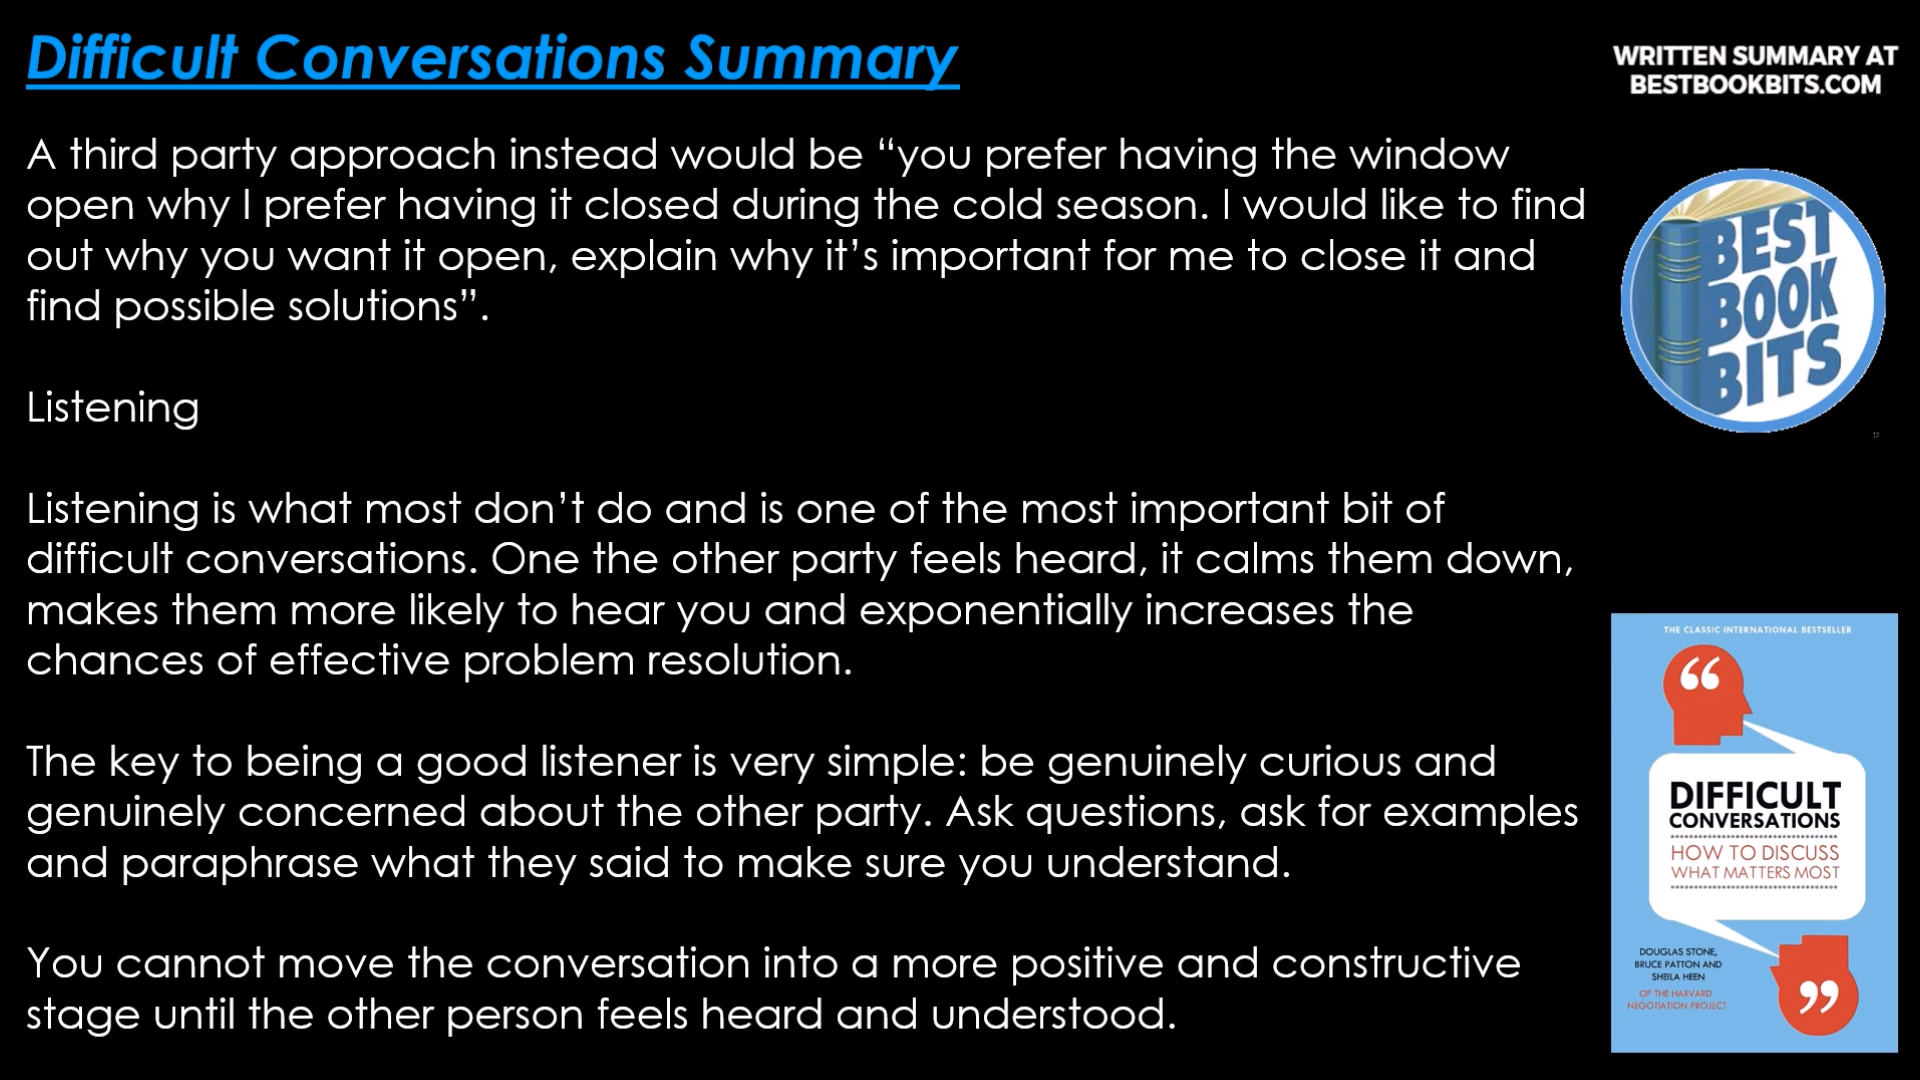 Difficult Conversations Summary
WRITTEN SUMMARY AT
BESTBOOKBITS.COM
A third party approach instead would be “you prefer having the window
open why I prefer having it closed during the cold season. I would like to find
out why you want it open, explain why it’s important for me to close it and
find possible solutions”.
Listening
Listening is what most don’t do and is one of the most important bit of
difficult conversations. One the other party feels heard, it calms them down,
makes them more likely to hear you and exponentially increases the
chances of effective problem resolution.
The key to being a good listener is very simple: be genuinely curious and
genuinely concerned about the other party. Ask questions, ask for examples
and paraphrase what they said to make sure you understand.
You cannot move the conversation into a more positive and constructive
stage until the other person feels heard and understood.
BEST
BOOK
BITS
THE CLASSIC INTERNATIONAL BESTSELLER
“
DIFFICULT
CONVERSATIONS
HOW TO DISCUSS
WHAT MATTERS MOST
DOUGLAS STONE,
BRUCE PATTON AND
SHEILA HEEN
OF THE HARVARD
NEGOTIATION PROJECT
”